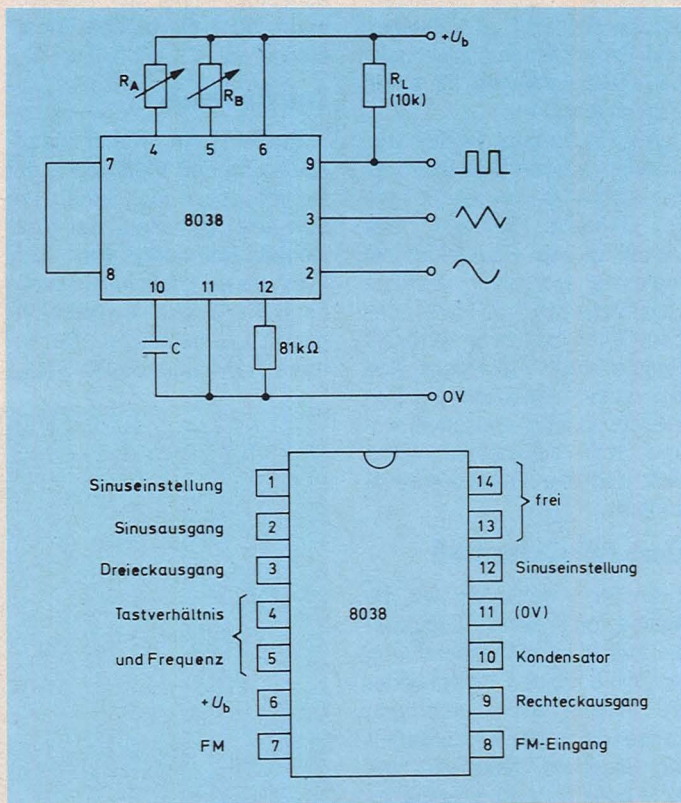 +Ub
RA
RB
RL
(10k)
4
5
6
7
9
8038
3
8
2
10
11
12
C
81kΩ
0V
Sinuseinstellung 1
14
frei
Sinusausgang 2
13
Dreieckausgang 3
12 Sinuseinstellung
Tastverhältnis 4
8038
11 (0V)
und Frequenz 5
10 Kondensator
+Ub 6
9 Rechteckausgang
FM 7
8 FM-Eingang